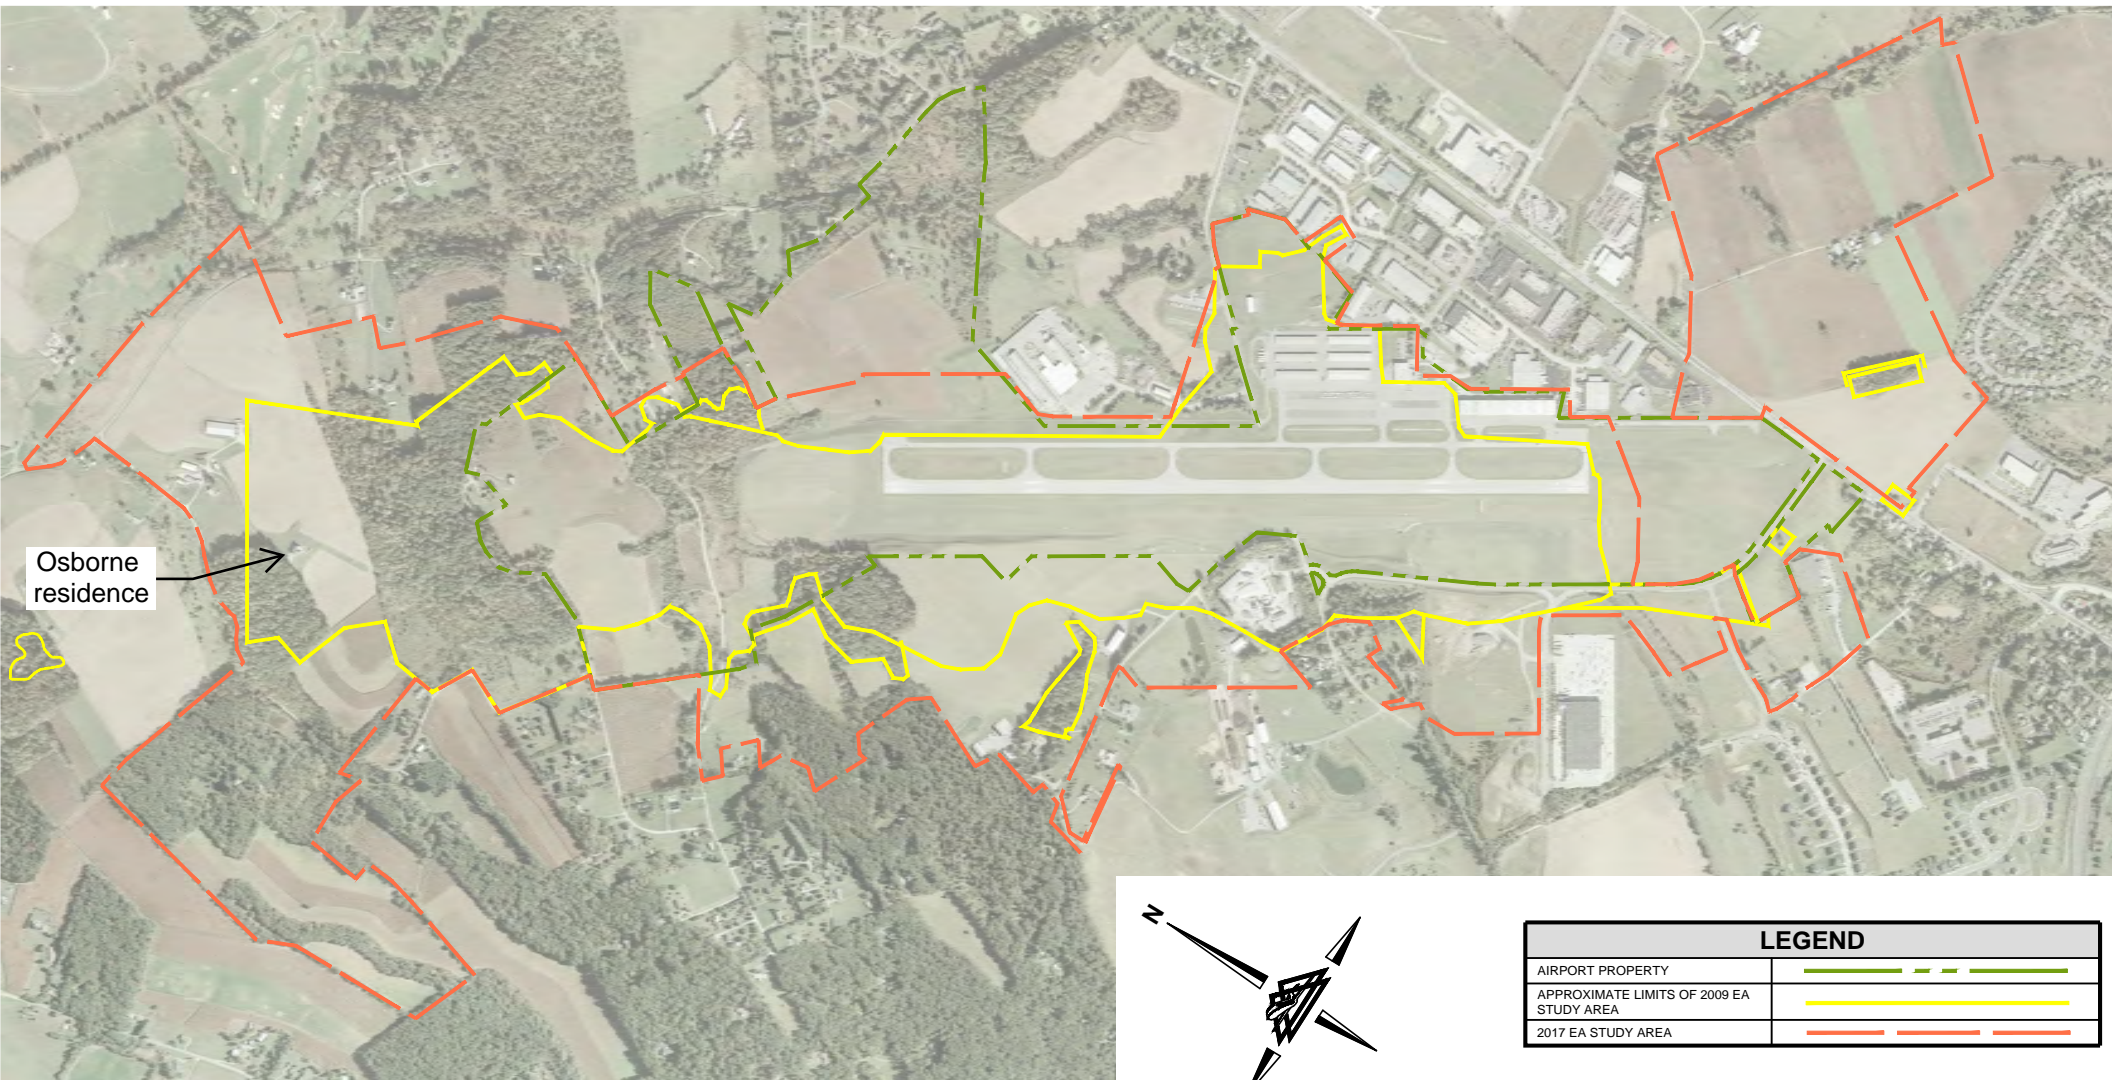 Osborne
residence
N
LEGEND
AIRPORT PROPERTY
APPROXIMATE LIMITS OF 2009 EA
STUDY AREA
2017 EA STUDY AREA